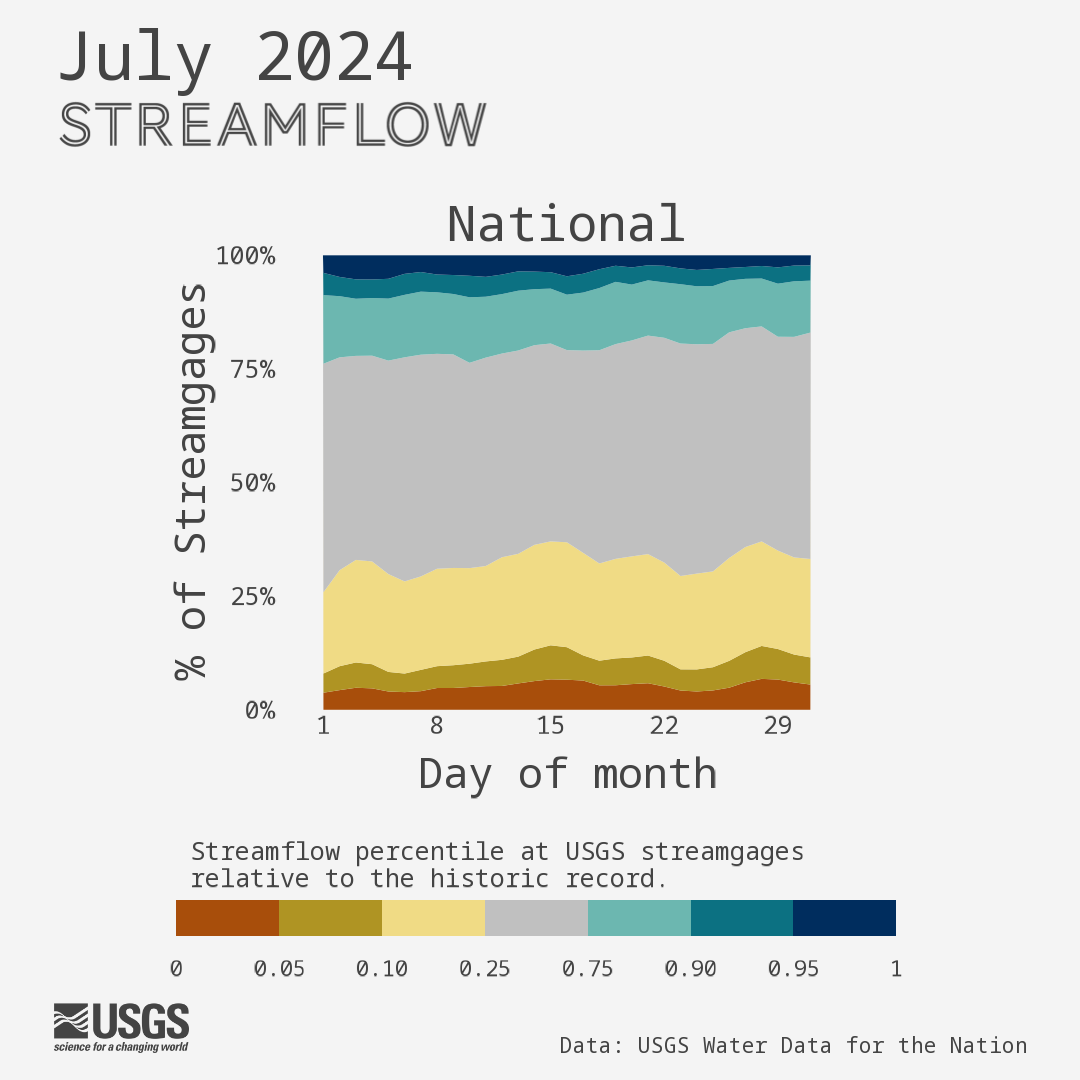 July 2024
STREAMFLOW
National
% of Streamgages
100%
75%
50%
25%
0%
1 8 15 22 29
Day of month
Streamflow percentile at USGS streamgages
relative to the historic record.
0 0.05 0.10 0.25 0.75 0.90 0.95 1
USGS
science for a changing world
Data: USGS Water Data for the Nation